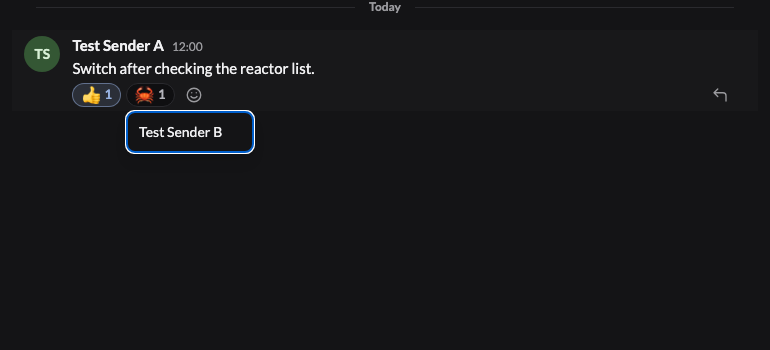 Today
TS
Test Sender A 12:00
Switch after checking the reactor list.
👍 1 🦀 1
Test Sender B